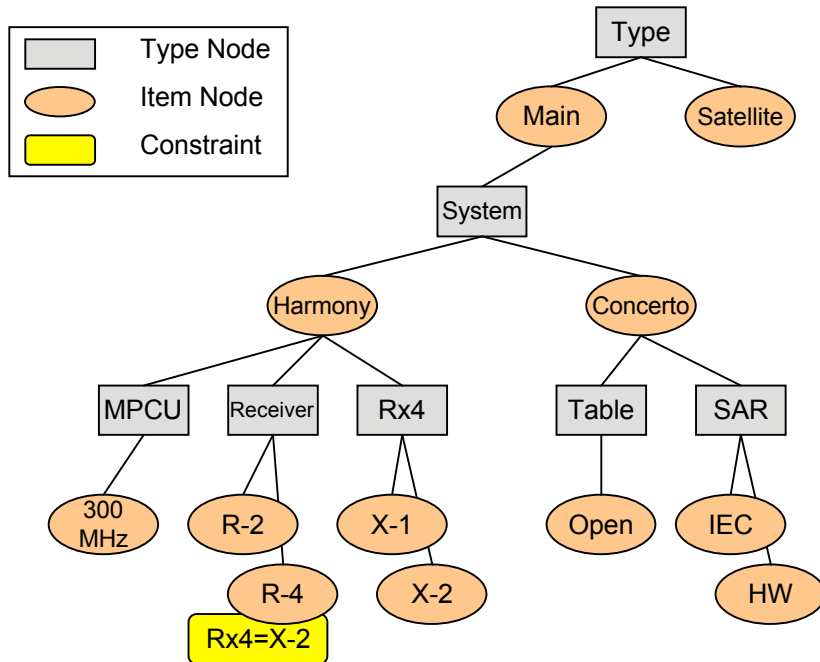 Type Node
Item Node
Constraint
Type
Main
Satellite
System
Harmony
Concerto
MPCU
Receiver
Rx4
Table
SAR
300
MHz
R-2
X-1
Open
IEC
R-4
X-2
HW
Rx4=X-2